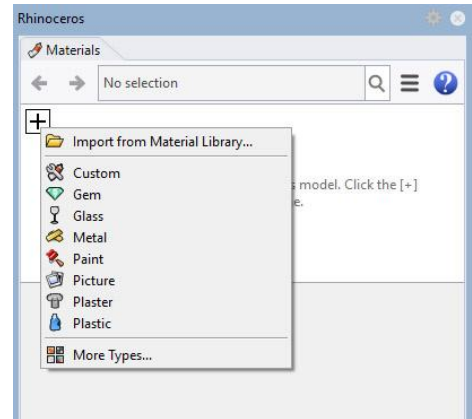 Rhinoceros
Materials
No selection
Import from Material Library...
Custom
s model. Click the [+]
Gem
e.
Glass
Metal
Paint
Picture
Plaster
Plastic
More Types...